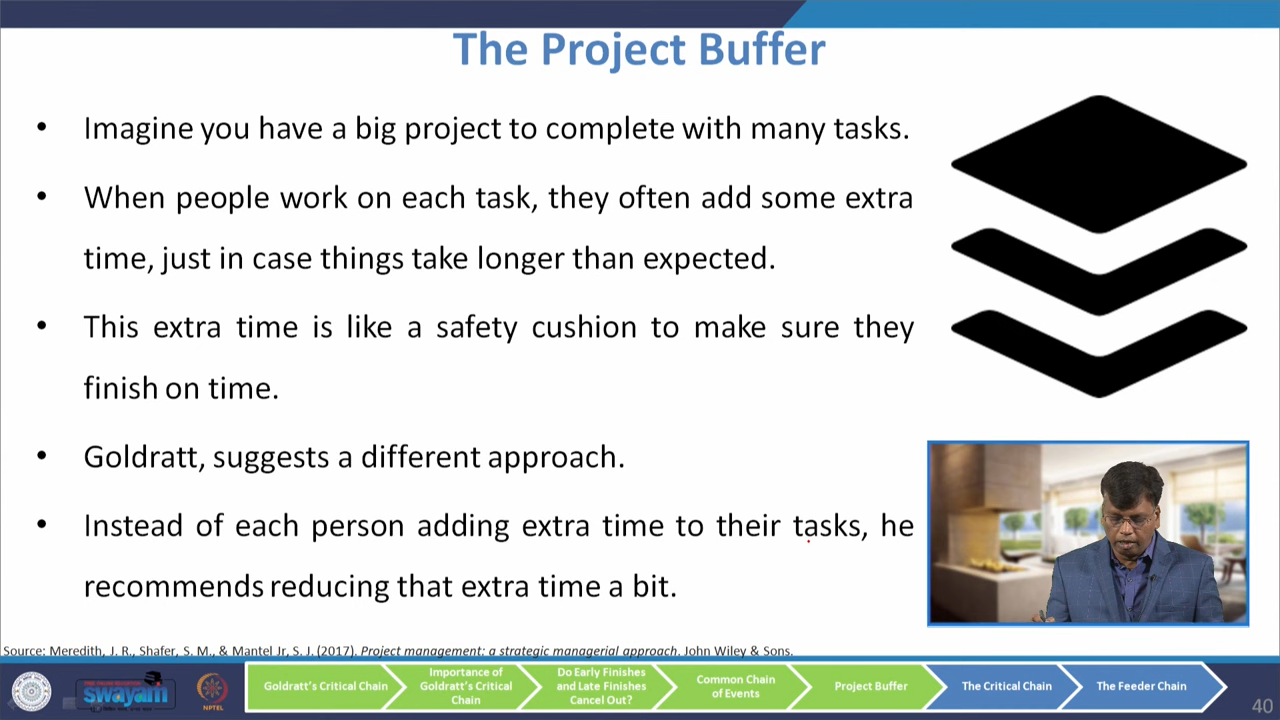 The Project Buffer
• Imagine you have a big project to complete with many tasks.
• When people work on each task, they often add some extra
time, just in case things take longer than expected.
• This extra time is like a safety cushion to make sure they
finish on time.
• Goldratt, suggests a different approach.
• Instead of each person adding extra time to their tasks, he
recommends reducing that extra time a bit.
Source: Meredith, J. R., Shafer, S. M., & Mantel Jr, S. J. (2017). Project management: a strategic managerial approach. John Wiley & Sons.
swayam
NPTEL
Goldratt's Critical Chain
Importance of
Goldratt's Critical
Chain
Do Early Finishes
and Late Finishes
Cancel Out?
Common Chain
of Events
Project Buffer
The Critical Chain
The Feeder Chain
40